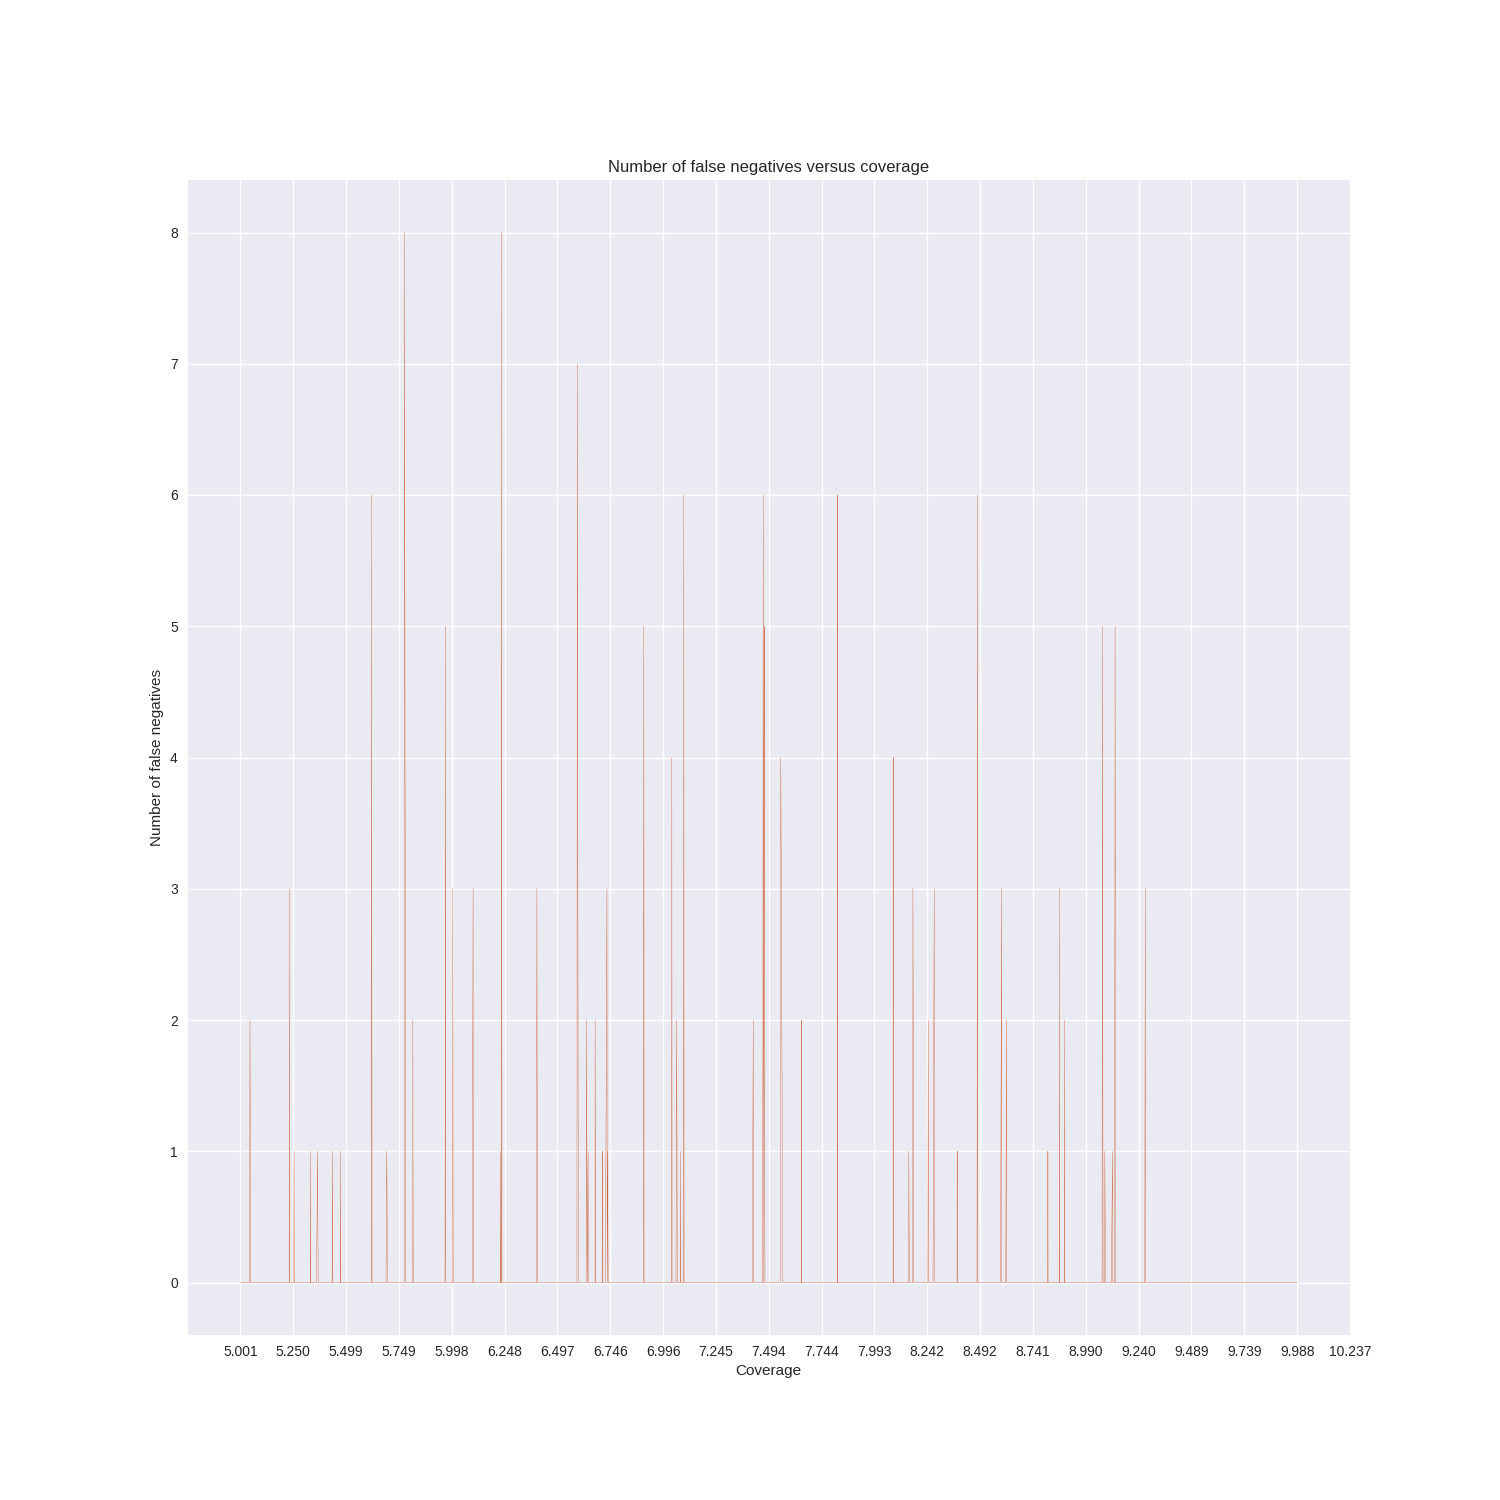 Number of false negatives versus coverage
8
7
6
5
4
3
2
1
0
Number of false negatives
5.001 5.250 5.499 5.749 5.998 6.248 6.497 6.746 6.996 7.245 7.494 7.744 7.993 8.242 8.492 8.741 8.990 9.240 9.489 9.739 9.988 10.237
Coverage